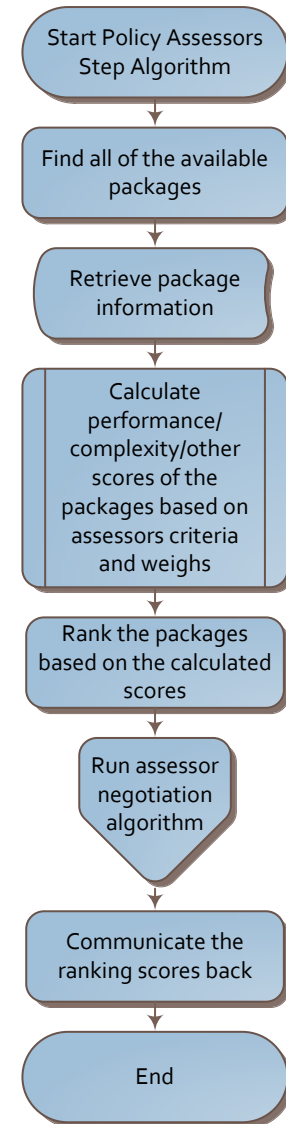 Start Policy Assessors
Step Algorithm
Find all of the available
packages
Retrieve package
information
Calculate
performance/
complexity/other
scores of the
packages based on
assessors criteria
and weighs
Rank the packages
based on the calculated
scores
Run assessor
negotiation
algorithm
Communicate the
ranking scores back
End